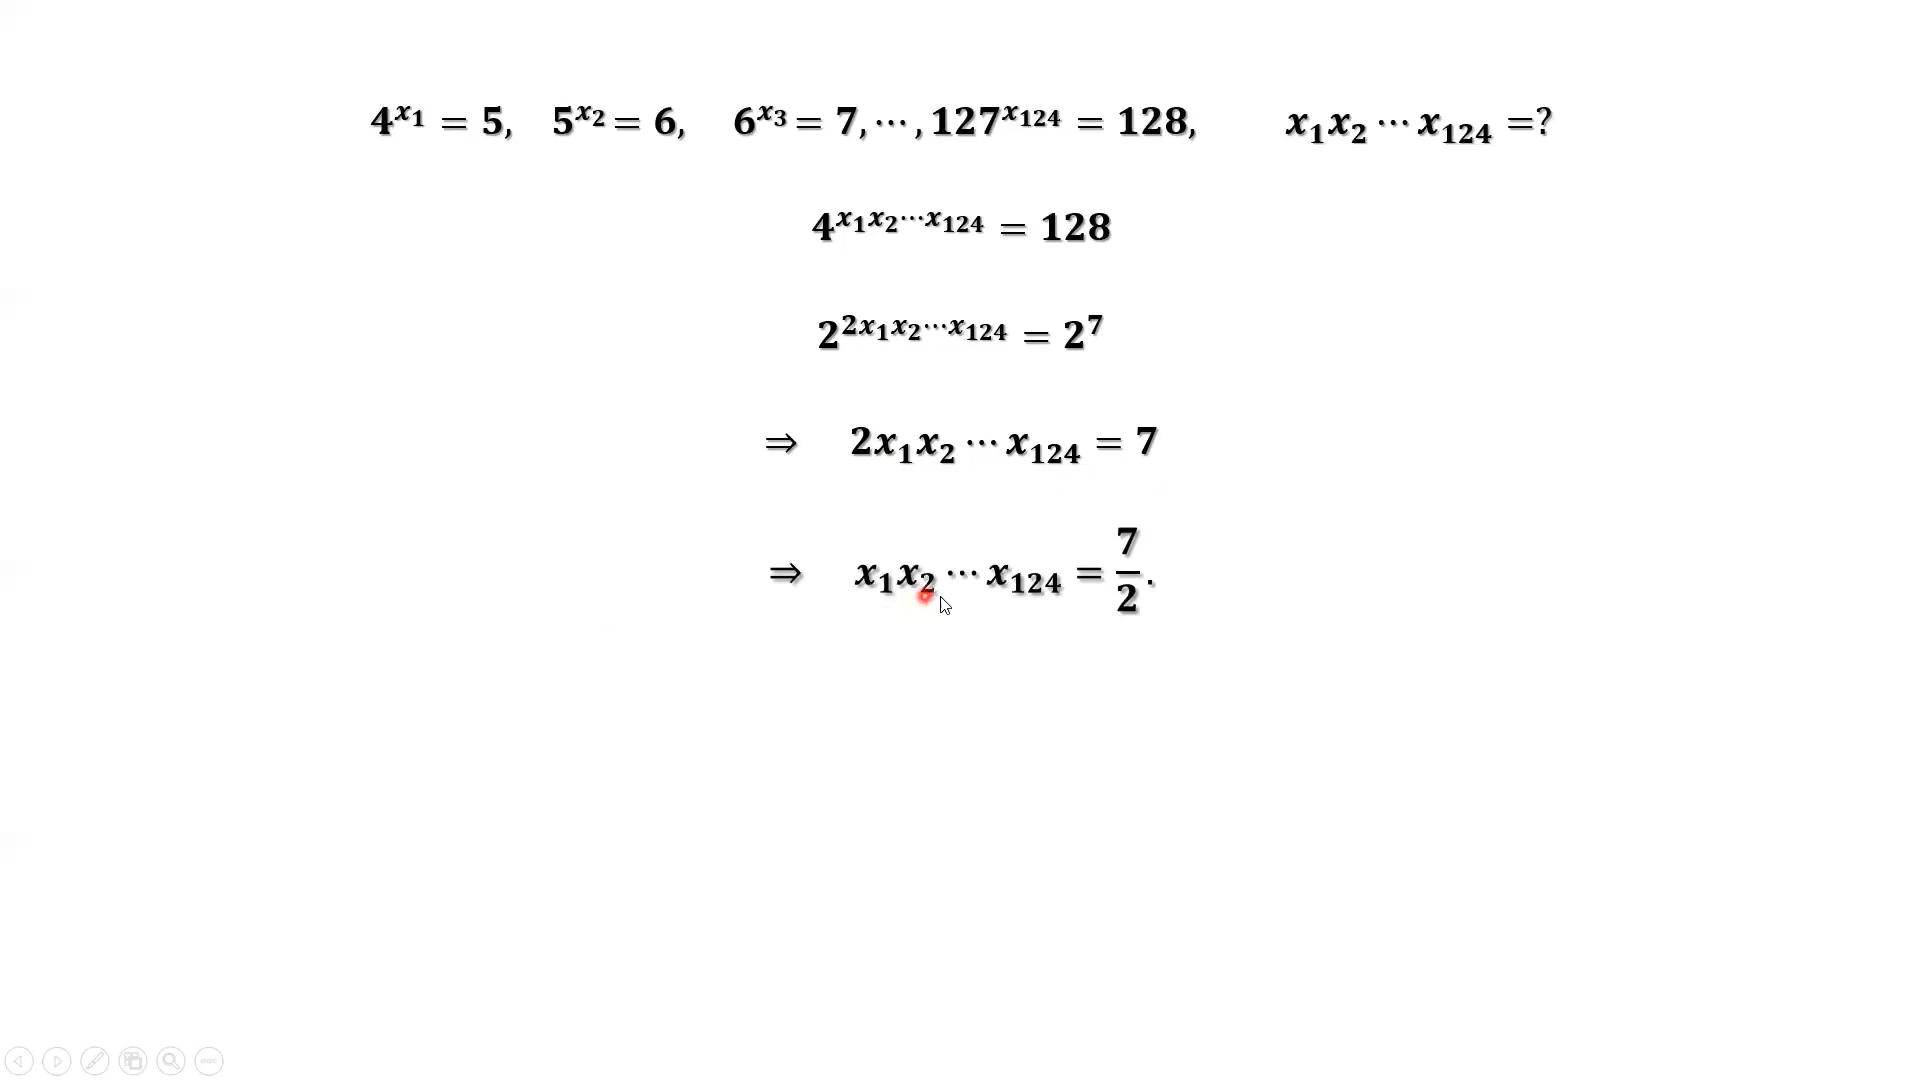 4^{x_1} = 5, 5^{x_2} = 6, 6^{x_3} = 7, ⋯ , 127^{x_{124}} = 128, x_1x_2 ⋯ x_{124} =?
4^{x_1x_2⋯x_{124}} = 128
2^{2x_1x_2⋯x_{124}} = 2^7
⇒ 2x_1x_2 ⋯ x_{124} = 7
⇒ x_1x_2 ⋯ x_{124} = \frac{7}{2}.